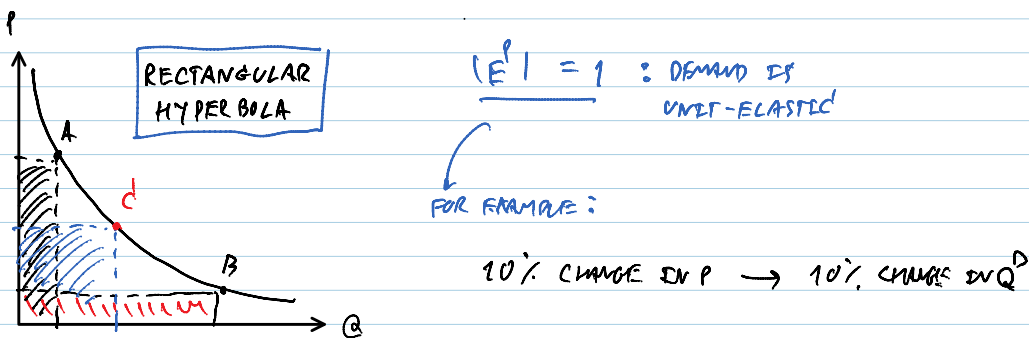 P
RECTANGULAR
HYPERBOLA
|E^P| = 1 : DEMAND IS
UNIT-ELASTIC
A
C
FOR EXAMPLE :
B
10% CHANGE IN P → 10% CHANGE IN Q^D
Q